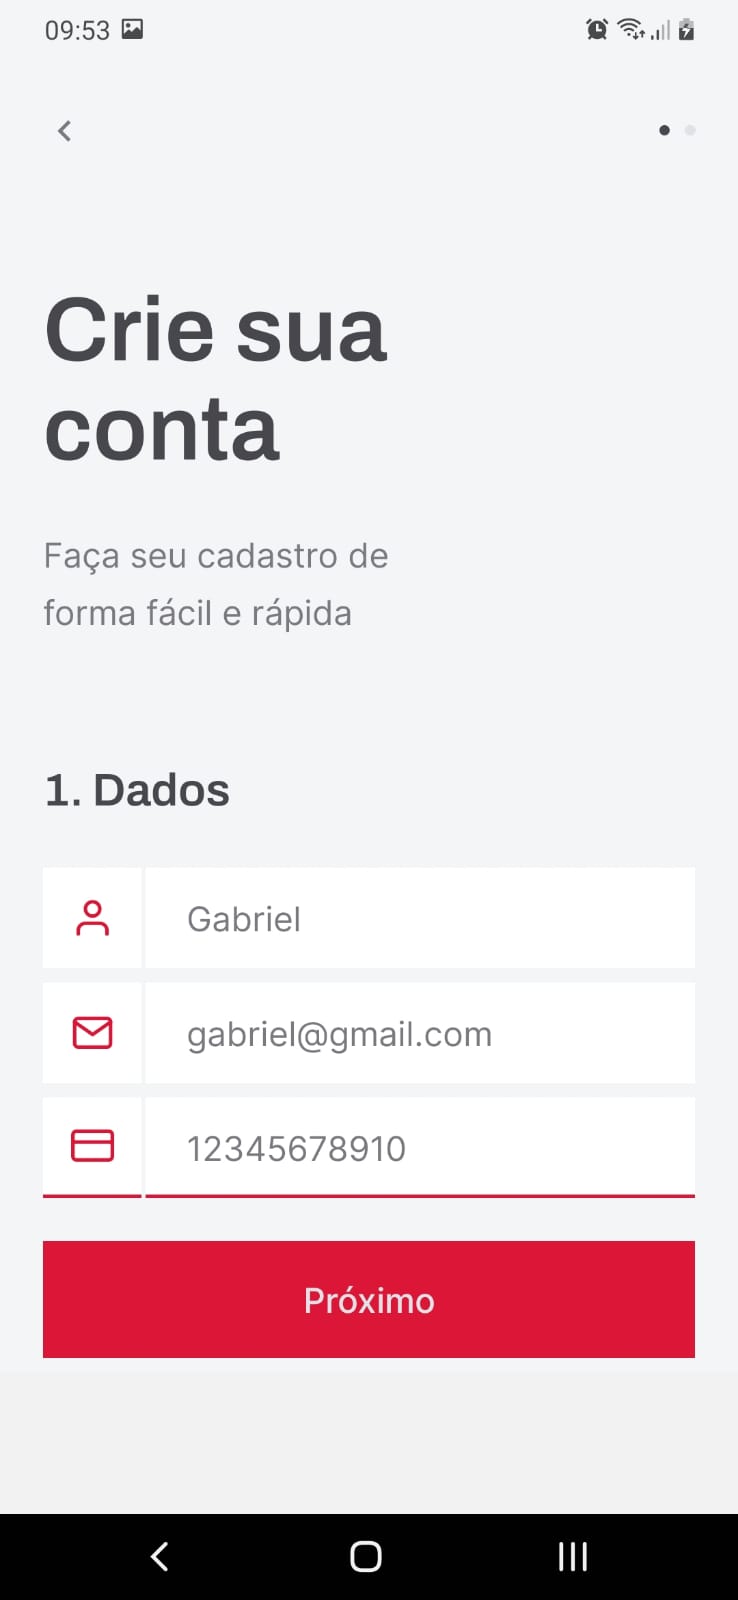 09:53
Crie sua
conta
Faça seu cadastro de
forma fácil e rápida
1. Dados
Gabriel
gabriel@gmail.com
12345678910
Próximo